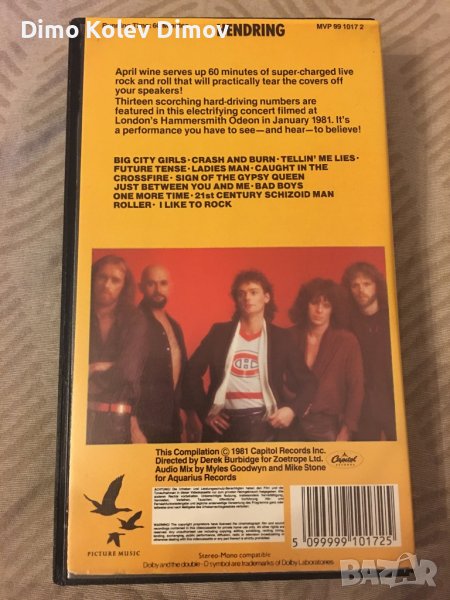 Dimo Kolev Dimov
ENDRING
MVP 99 1017 2
April wine serves up 60 minutes of super-charged live
rock and roll that will practically tear the covers off
your speakers!
Thirteen scorching hard-driving numbers are
featured in this electrifying concert filmed at
London's Hammersmith Odeon in January 1981. It's
a performance you have to see—and hear—to believe!
BIG CITY GIRLS · CRASH AND BURN · TELLIN' ME LIES ·
FUTURE TENSE · LADIES MAN · CAUGHT IN THE
CROSSFIRE · SIGN OF THE GYPSY QUEEN
JUST BETWEEN YOU AND ME · BAD BOYS
ONE MORE TIME · 21st CENTURY SCHIZOID MAN
ROLLER · I LIKE TO ROCK
This Compilation © 1981 Capitol Records Inc.
Directed by Derek Burbidge for Zoetrope Ltd.
Audio Mix by Myles Goodwyn and Mike Stone
for Aquarius Records
Capitol
PICTURE MUSIC
5 099999 101725
Stereo-Mono compatible
Dolby and the double-D symbol are trademarks of Dolby Laboratories
BAZAR